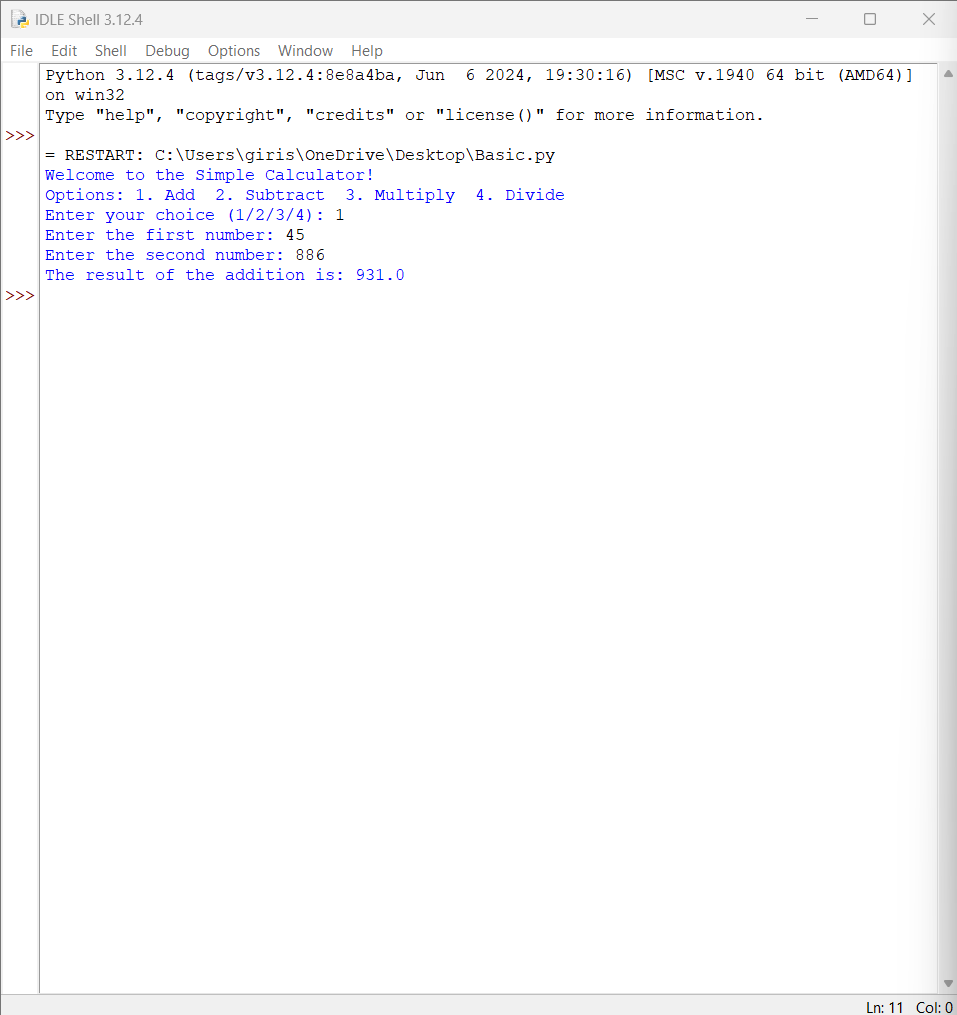 IDLE Shell 3.12.4
File Edit Shell Debug Options Window Help
Python 3.12.4 (tags/v3.12.4:8e8a4ba, Jun  6 2024, 19:30:16) [MSC v.1940 64 bit (AMD64)]
on win32
Type "help", "copyright", "credits" or "license()" for more information.
>>>
= RESTART: C:\Users\giris\OneDrive\Desktop\Basic.py
Welcome to the Simple Calculator!
Options: 1. Add  2. Subtract  3. Multiply  4. Divide
Enter your choice (1/2/3/4): 1
Enter the first number: 45
Enter the second number: 886
The result of the addition is: 931.0
>>>
Ln: 11 Col: 0